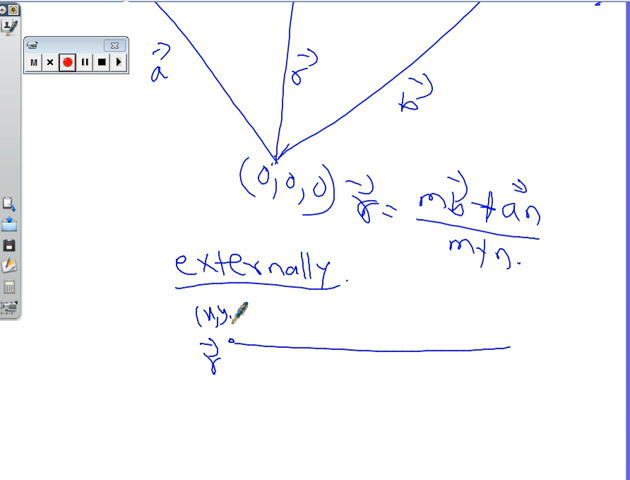 a⃗ r⃗ b⃗
(0,0,0) r⃗ = (mb⃗ + a⃗n)/(m+n).
externally.
(x,y,
r⃗
M